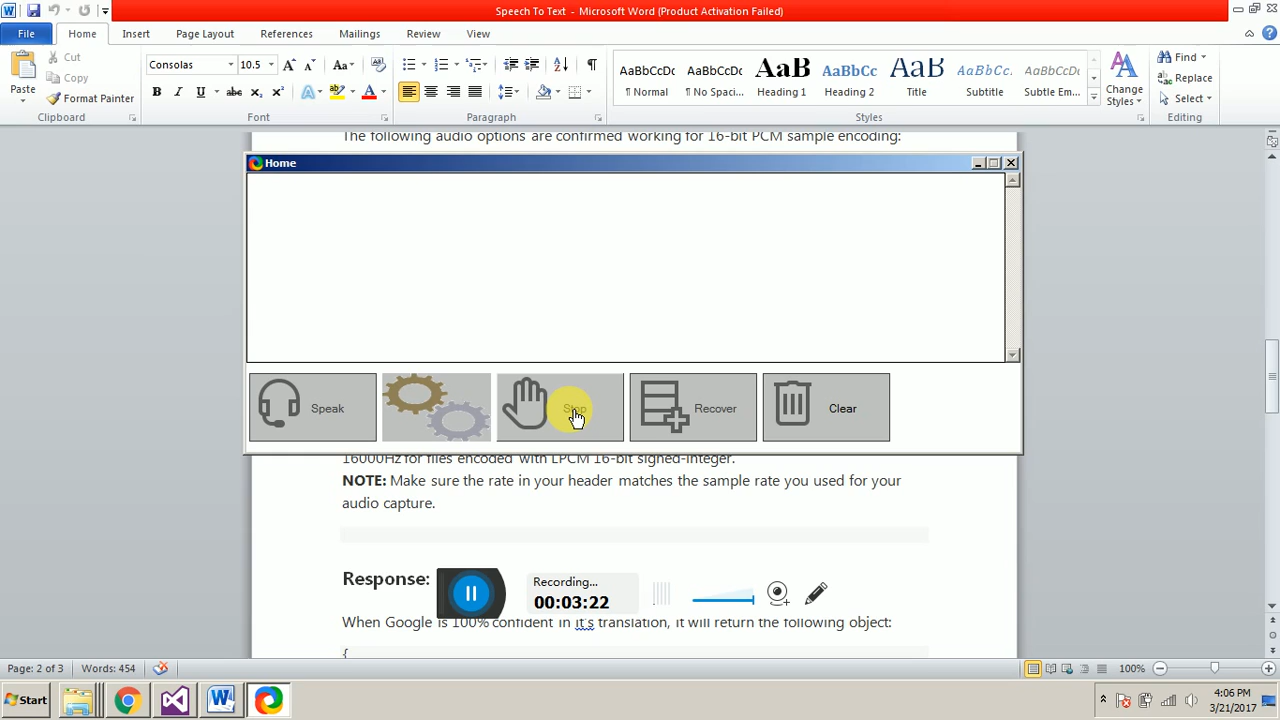 Speech To Text - Microsoft Word (Product Activation Failed)
File Home Insert Page Layout References Mailings Review View
Cut
Copy
Paste
Format Painter
Clipboard
Consolas 10.5
Font
Paragraph
AaBbCcDc AaBbCcDc AaB AaBbCc AaB AaBbCc. AaBbCcDc
¶ Normal ¶ No Spaci... Heading 1 Heading 2 Title Subtitle Subtle Em...
Change
Styles
Styles
Find
Replace
Select
Editing
The following audio options are confirmed working for 16-bit PCM sample encoding:
Home
Speak Stop Recover Clear
16000Hz for files encoded with LPCM 16-bit signed-integer.
NOTE: Make sure the rate in your header matches the sample rate you used for your
audio capture.
Response:
Recording...
00:03:22
When Google is 100% confident in it's translation, it will return the following object:
{
Page: 2 of 3 Words: 454 100%
Start
4:06 PM
3/21/2017